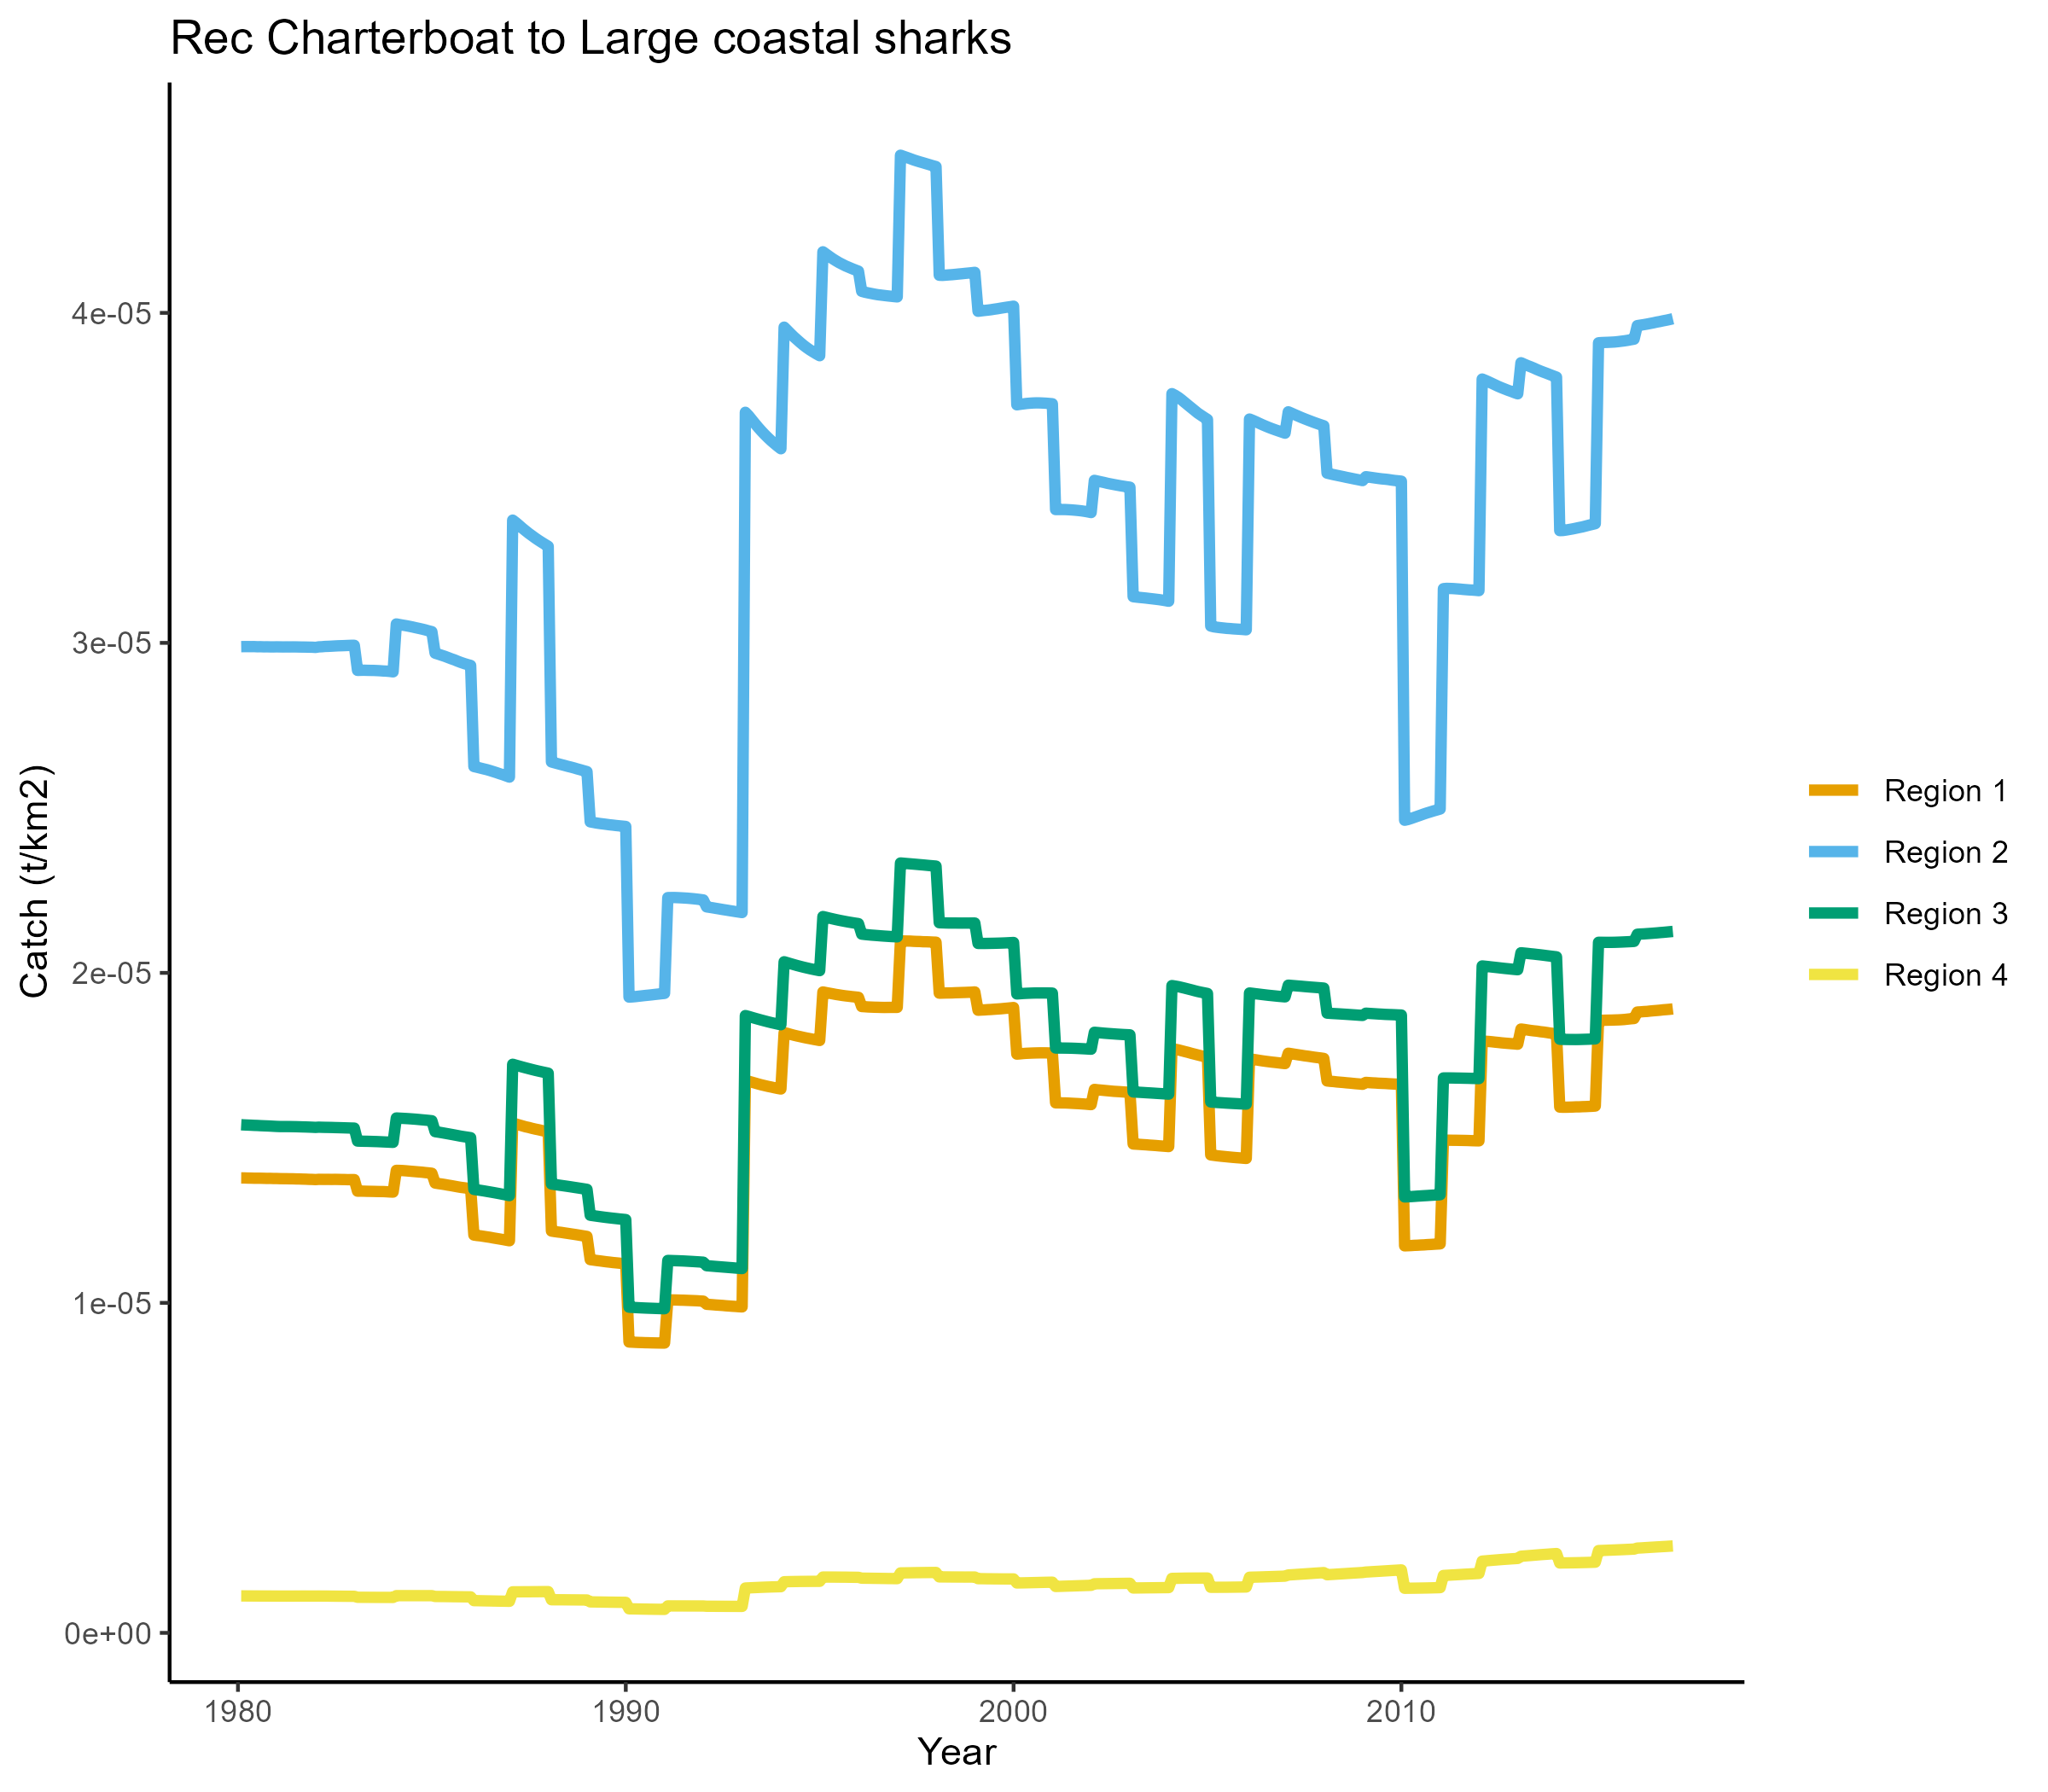 Rec Charterboat to Large coastal sharks
Catch (t/km2)
4e-05
3e-05
2e-05
1e-05
0e+00
1980
1990
2000
2010
Year
Region 1
Region 2
Region 3
Region 4